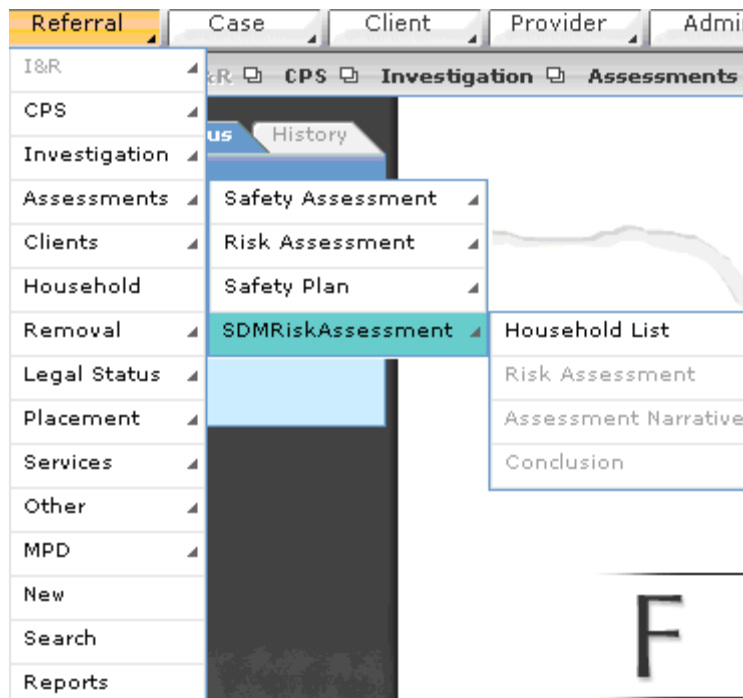 Referral Case Client Provider
I&R CPS Investigation Assessments
us History
I&R
CPS
Investigation
Assessments
Clients
Household
Removal
Legal Status
Placement
Services
Other
MPD
New
Search
Reports
Safety Assessment
Risk Assessment
Safety Plan
SDMRiskAssessment
Household List
Risk Assessment
Assessment Narrative
Conclusion
F